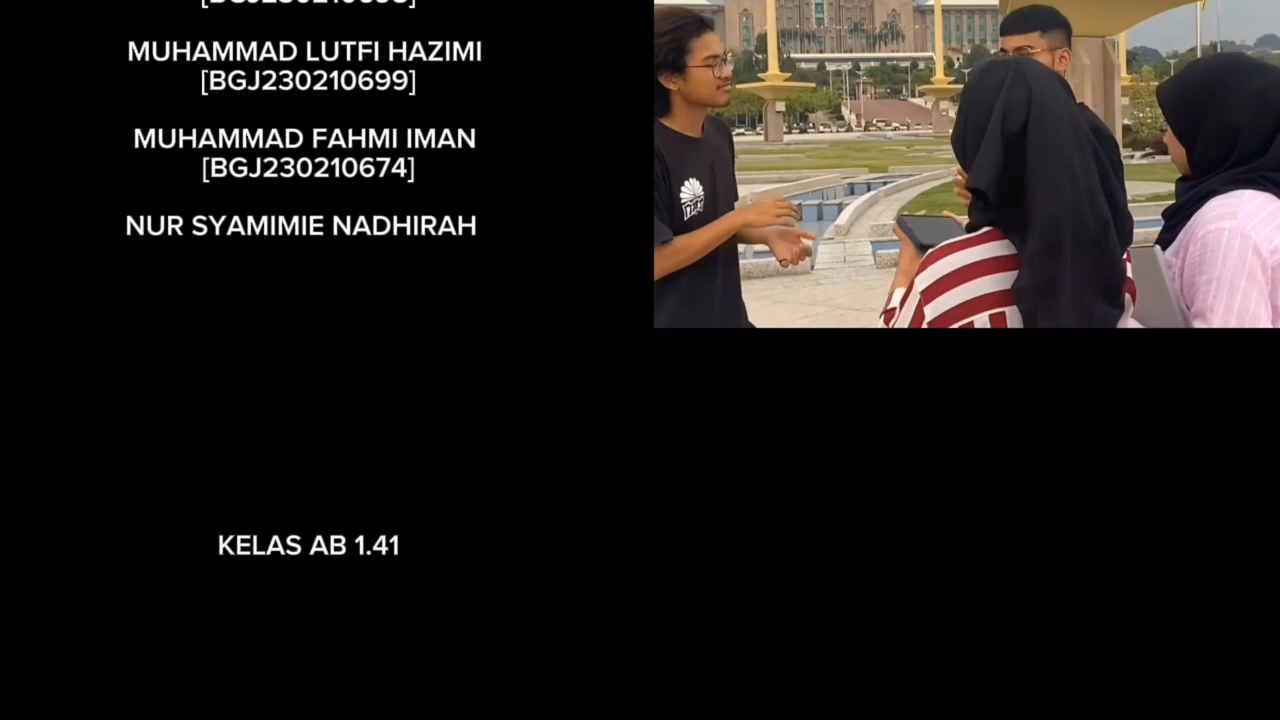 MUHAMMAD LUTFI HAZIMI
[BGJ230210699]
MUHAMMAD FAHMI IMAN
[BGJ230210674]
NUR SYAMIMIE NADHIRAH
KELAS AB 1.41